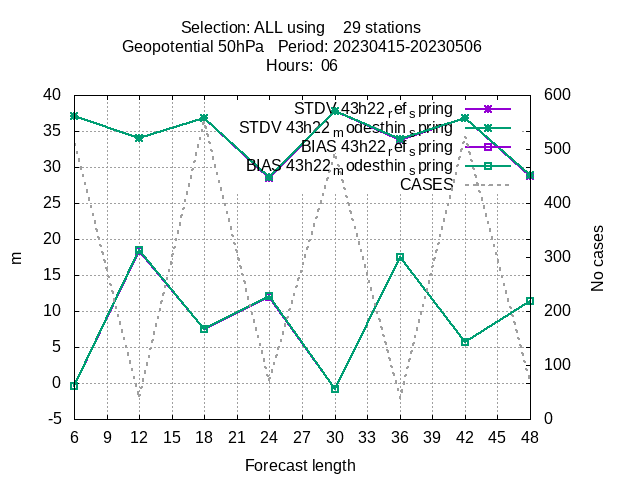 Selection: ALL using 29 stations
Geopotential 50hPa Period: 20230415-20230506
Hours: 06
40
35
30
25
20
15
10
5
0
-5
600
500
400
300
200
100
0
m
No cases
STDV 43h22_ref_spring
STDV 43h22_modesthin_spring
BIAS 43h22_ref_spring
BIAS 43h22_modesthin_spring
CASES
6 9 12 15 18 21 24 27 30 33 36 39 42 45 48
Forecast length